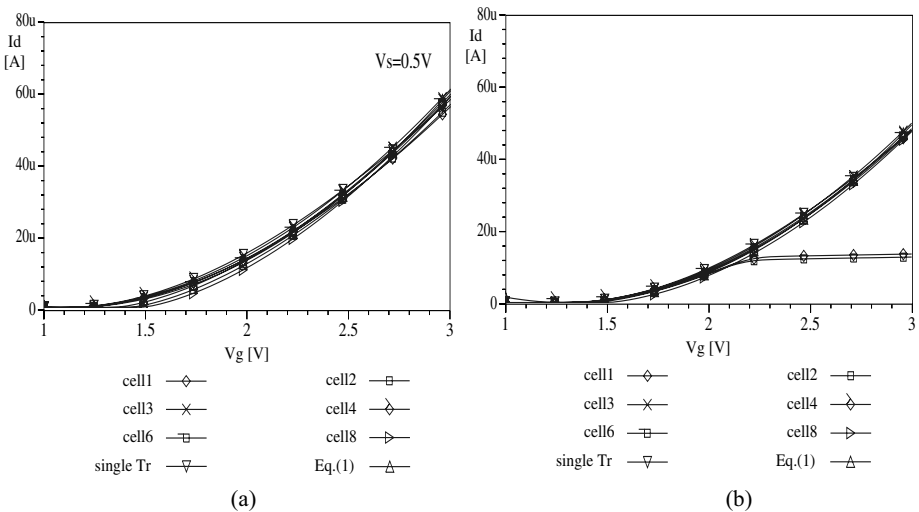 80u
Id
[A]
60u
40u
20u
0
Vs=0.5V
1
1.5
2
2.5
3
Vg [V]
cell1
cell2
cell3
cell4
cell6
cell8
single Tr
Eq.(1)
(a)
80u
Id
[A]
60u
40u
20u
0
1
1.5
2
2.5
3
Vg [V]
cell1
cell2
cell3
cell4
cell6
cell8
single Tr
Eq.(1)
(b)